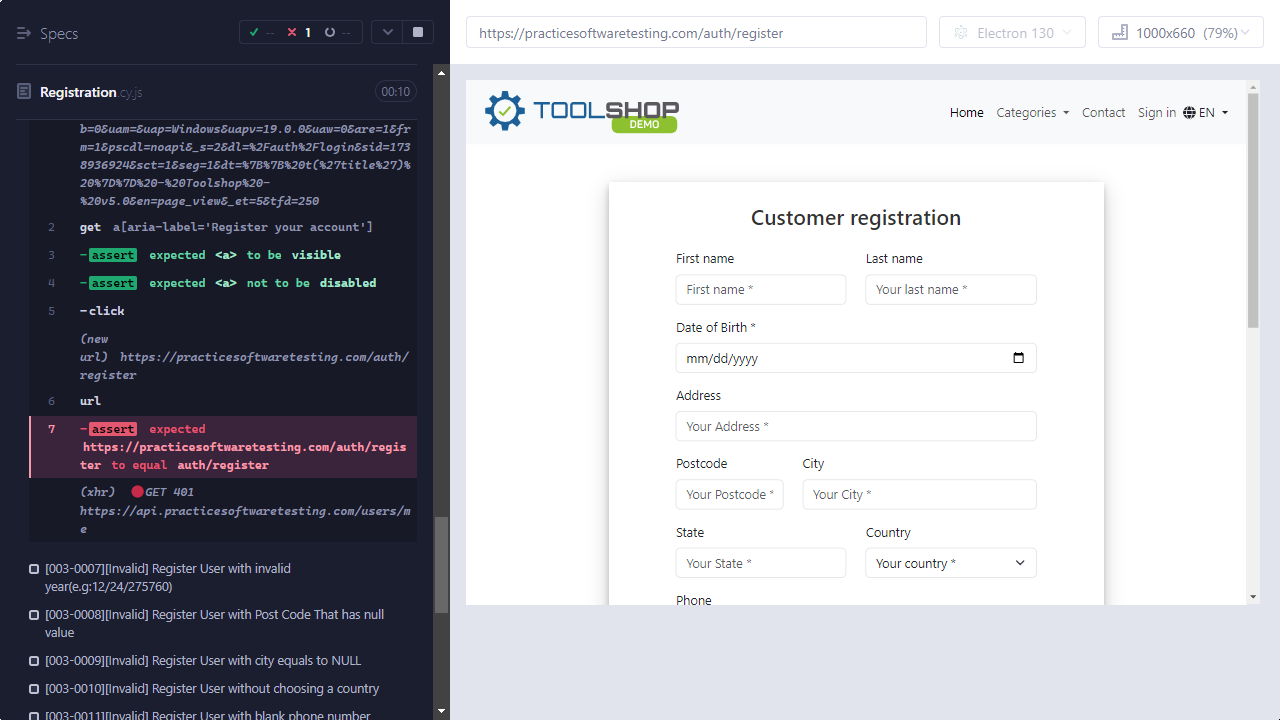 Specs
-- 1 --
Registration.cy.js 00:10
b=0&uam=&uap=Windows&uapv=19.0.0&uaw=0&are=1&fr
m=1&pscdl=noapi&_s=2&dl=%2Fauth%2Flogin&sid=173
8936924&sct=1&seg=1&dt=%7B%7B%20t(%27title%27)%
20%7D%7D%20-%20Toolshop%20-
%20v5.0&en=page_view&_et=5&tfd=250
2 get a[aria-label='Register your account']
3 -assert expected <a> to be visible
4 -assert expected <a> not to be disabled
5 -click
(new
url) https://practicesoftwaretesting.com/auth/
register
6 url
7 -assert expected
https://practicesoftwaretesting.com/auth/regis
ter to equal auth/register
(xhr) GET 401
https://api.practicesoftwaretesting.com/users/m
e
[003-0007][Invalid] Register User with invalid
year(e.g:12/24/275760)
[003-0008][Invalid] Register User with Post Code That has null
value
[003-0009][Invalid] Register User with city equals to NULL
[003-0010][Invalid] Register User without choosing a country
[003-0011][Invalid] Register User with blank phone number
https://practicesoftwaretesting.com/auth/register
Electron 130
1000x660 (79%)
TOOLSHOP
DEMO
Home Categories Contact Sign in EN
Customer registration
First name Last name
First name * Your last name *
Date of Birth *
mm/dd/yyyy
Address
Your Address *
Postcode City
Your Postcode * Your City *
State Country
Your State * Your country *
Phone